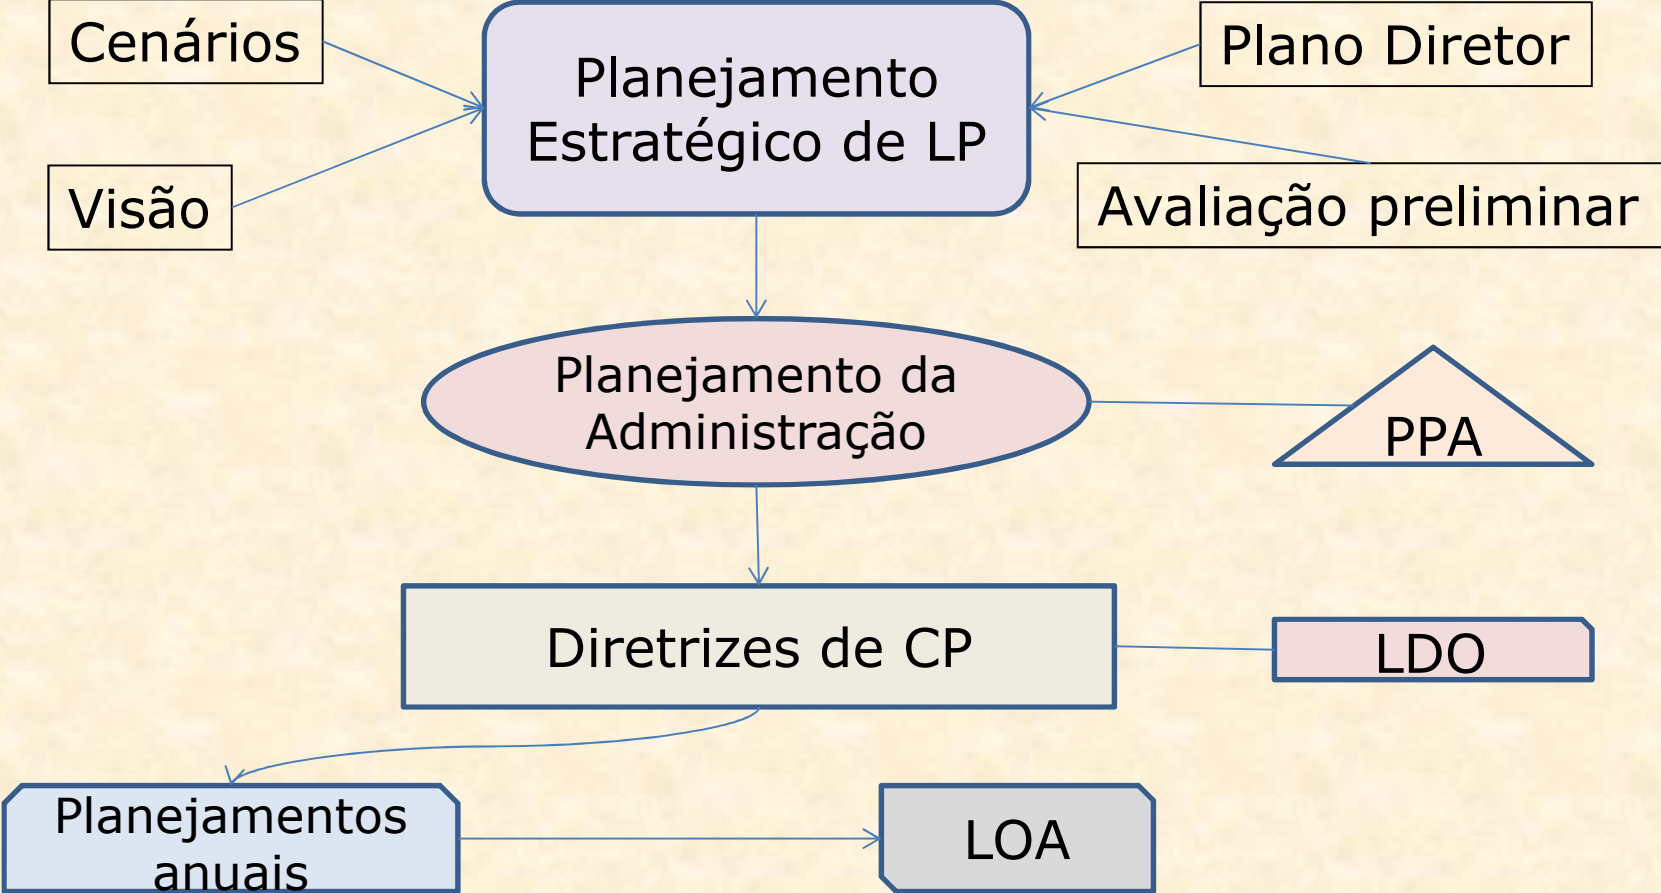 Cenários
Planejamento
Estratégico de LP
Plano Diretor
Visão
Avaliação preliminar
Planejamento da
Administração
PPA
Diretrizes de CP
LDO
Planejamentos
anuais
LOA